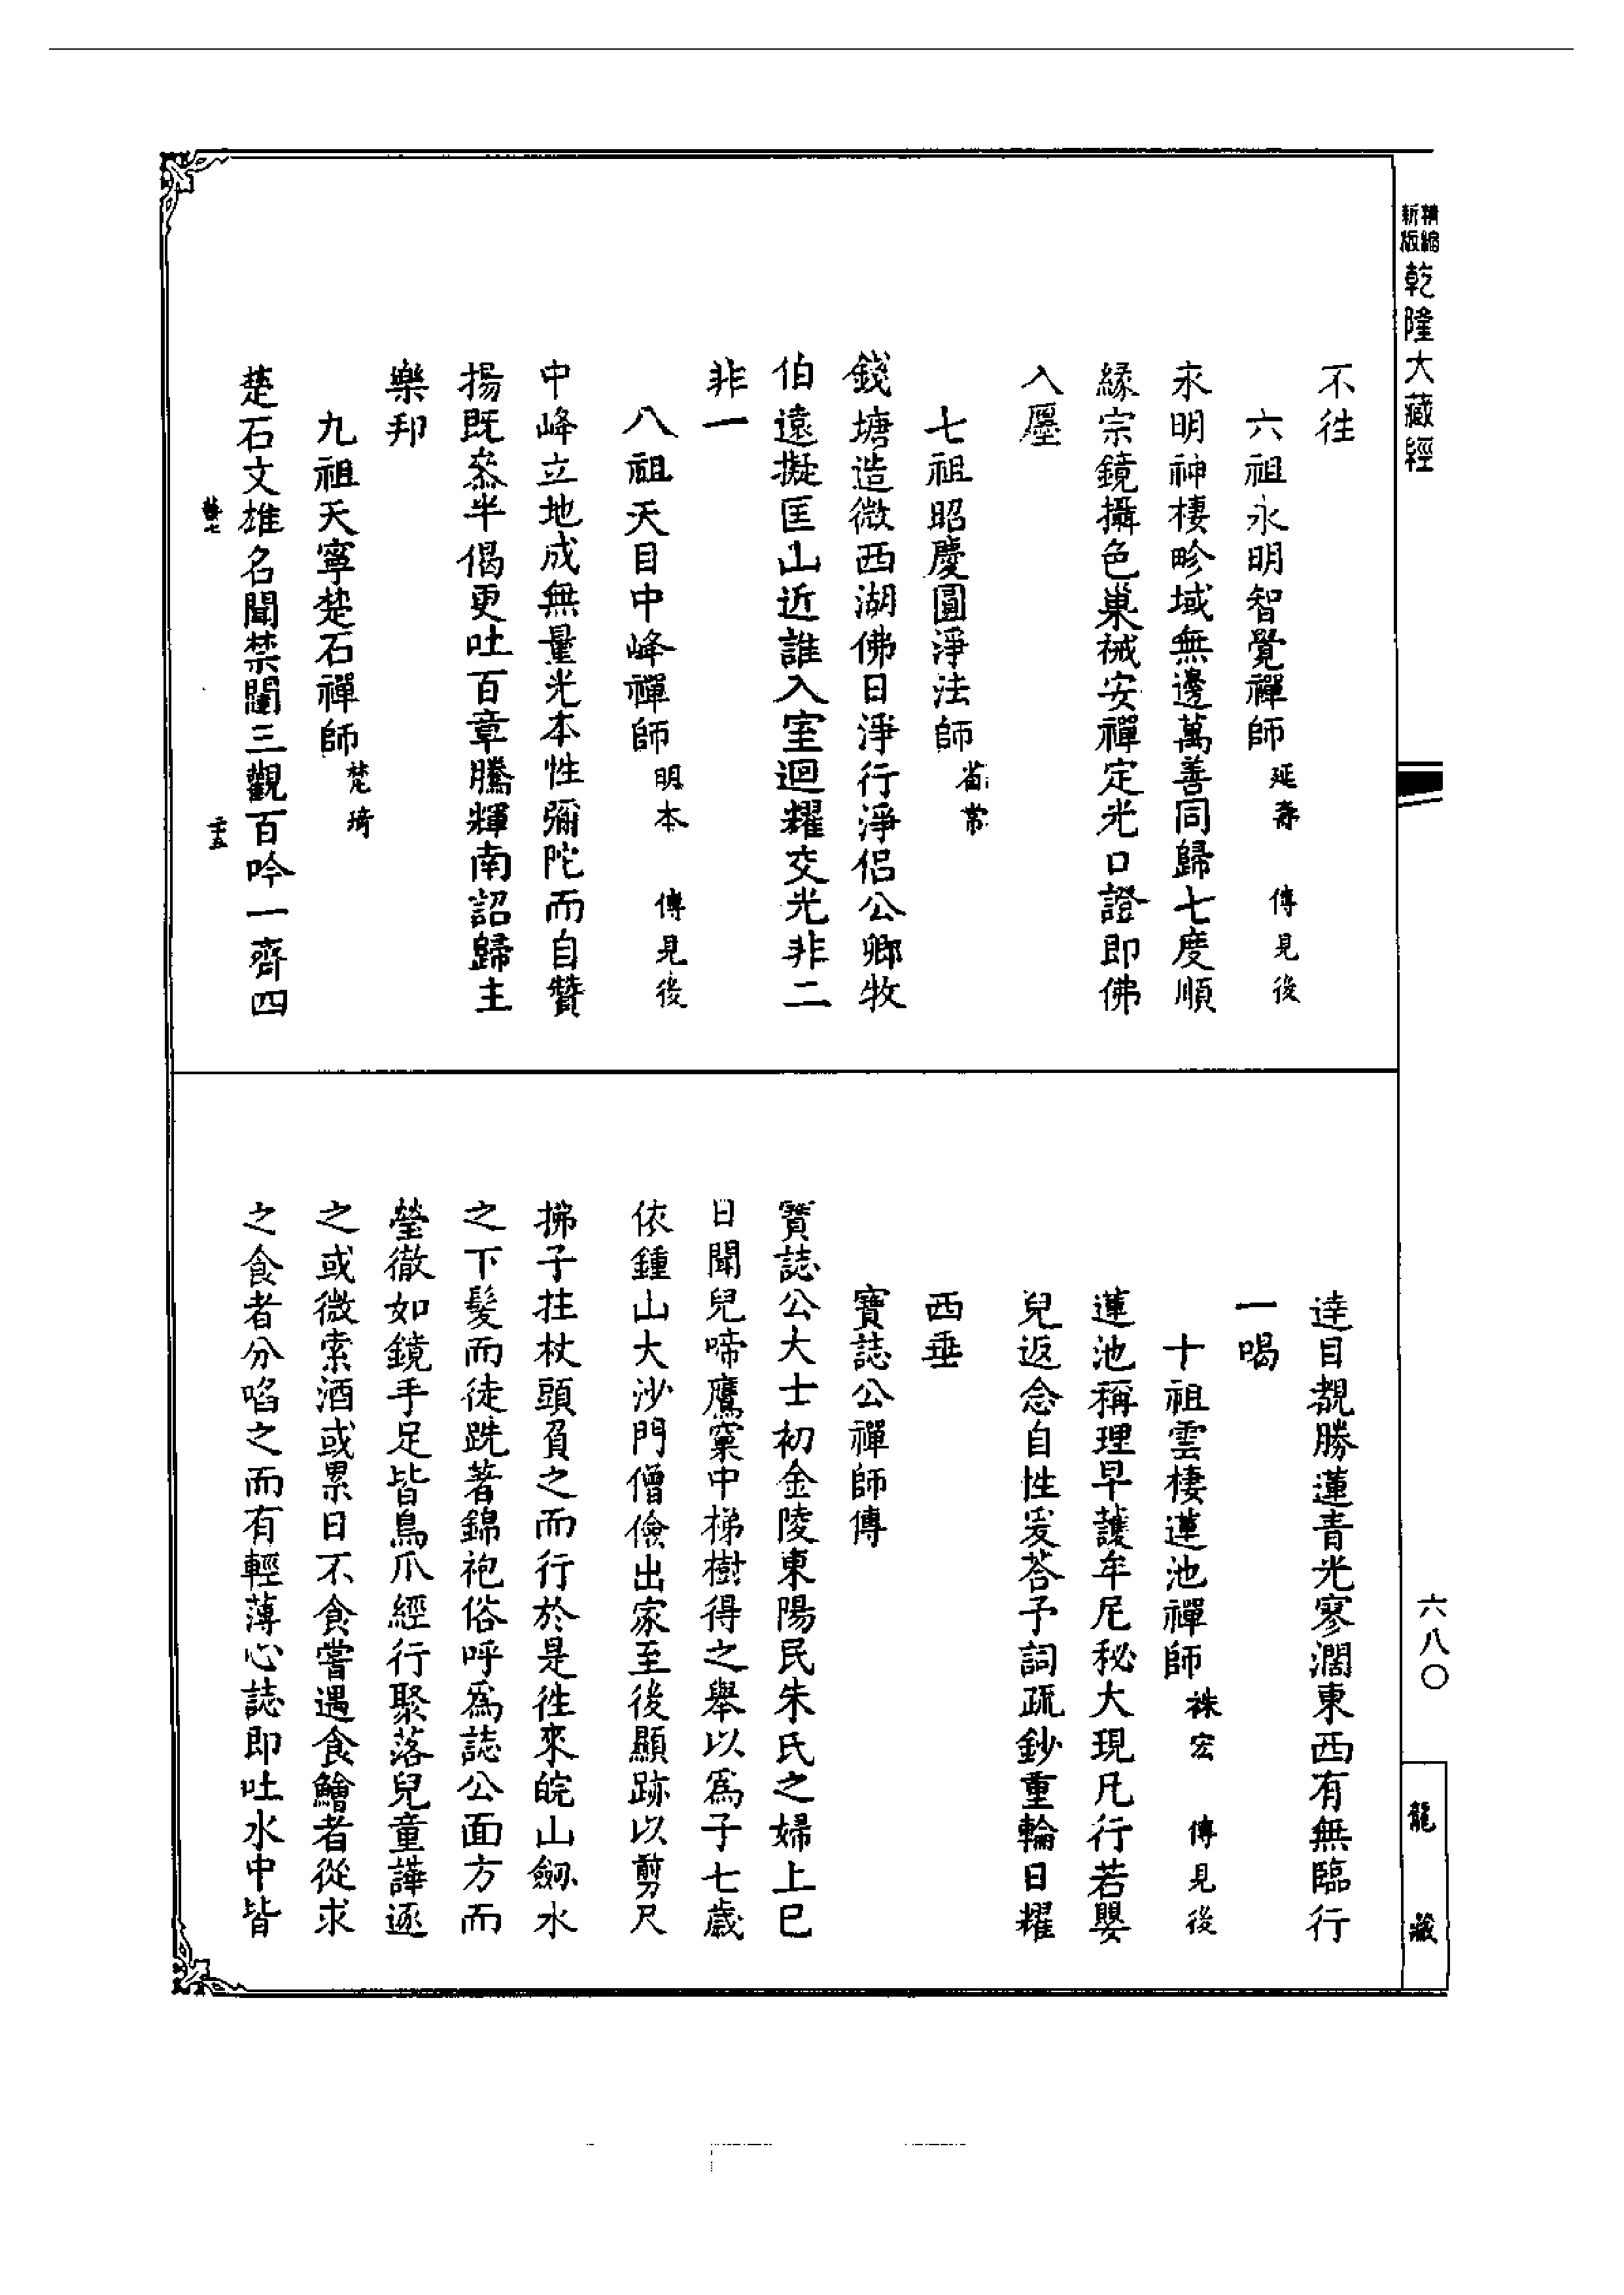 精縮新版乾隆大藏經
不往
六祖永明智覺禪師 延壽 傳見後
永明神棲畛域無邊萬善同歸七度順
緣宗鏡攝色巢祴安禪定光口證即佛
入廛
七祖昭慶圓淨法師 省常
錢塘造微西湖佛日淨行淨侶公卿牧
伯遠擬匡山近誰入室迴耀交光非二
非一
八祖天目中峰禪師 明本 傳見後
中峰立地成無量光本性彌陀而自贊
揚既叅半偈更吐百章騰輝南詔歸主
樂邦
九祖天寧楚石禪師 梵琦
楚石文雄名聞禁闥三觀百吟一齊四
二十五
達目覩勝蓮青光寥濶東西有無臨行
一喝
十祖雲棲蓮池禪師 袾宏 傳見後
蓮池稱理早護牟尼秘大現凡行若嬰
兒返念自性爰荅予詞疏鈔重輪日耀
西垂
寶誌公禪師傳
寶誌公大士初金陵東陽民朱氏之婦上巳
日聞兒啼鷹窠中梯樹得之舉以爲子七歲
依鍾山大沙門僧儉出家至後顯跡以剪尺
拂子拄杖頭負之而行於是往來皖山劒水
之下髮而徒跣著錦袍俗呼爲誌公面方而
瑩徹如鏡手足皆鳥爪經行聚落兒童譁逐
之或微索酒或累日不食嘗遇食鱠者從求
之食者分啗之而有輕薄心誌即吐水中皆
六八〇
龍藏